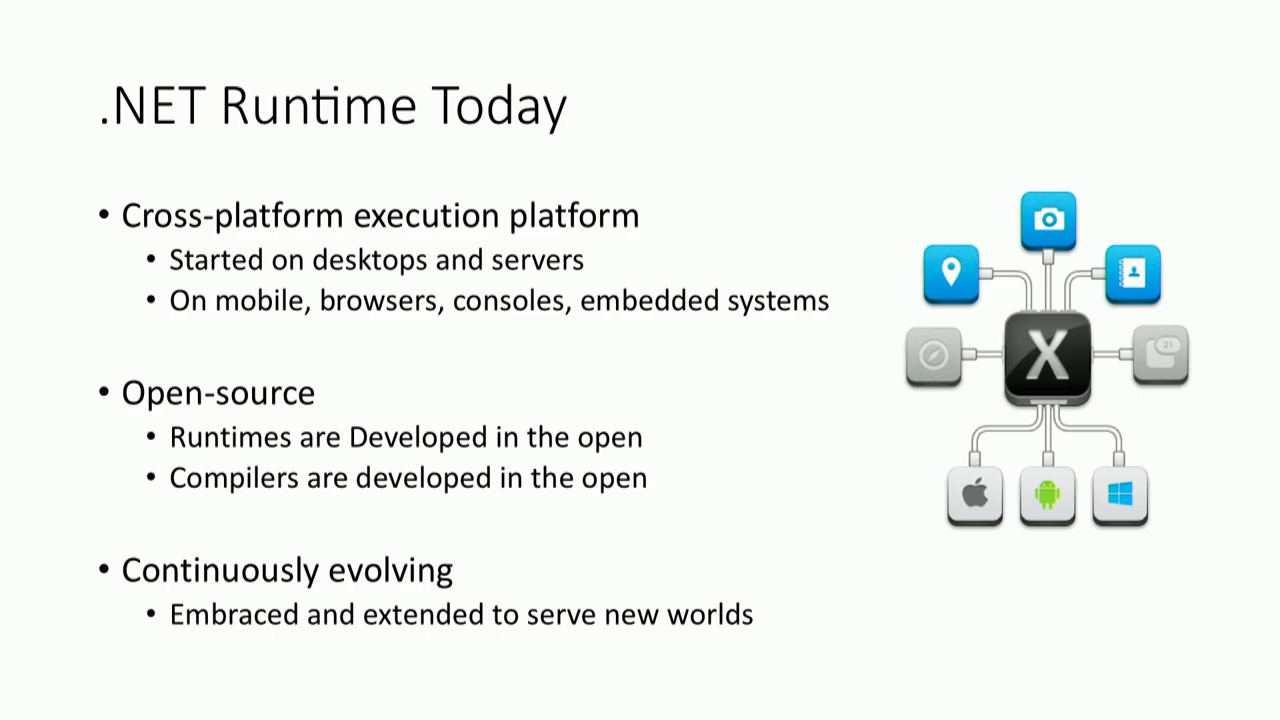 .NET Runtime Today
• Cross-platform execution platform
• Started on desktops and servers
• On mobile, browsers, consoles, embedded systems
• Open-source
• Runtimes are Developed in the open
• Compilers are developed in the open
• Continuously evolving
• Embraced and extended to serve new worlds
X
31